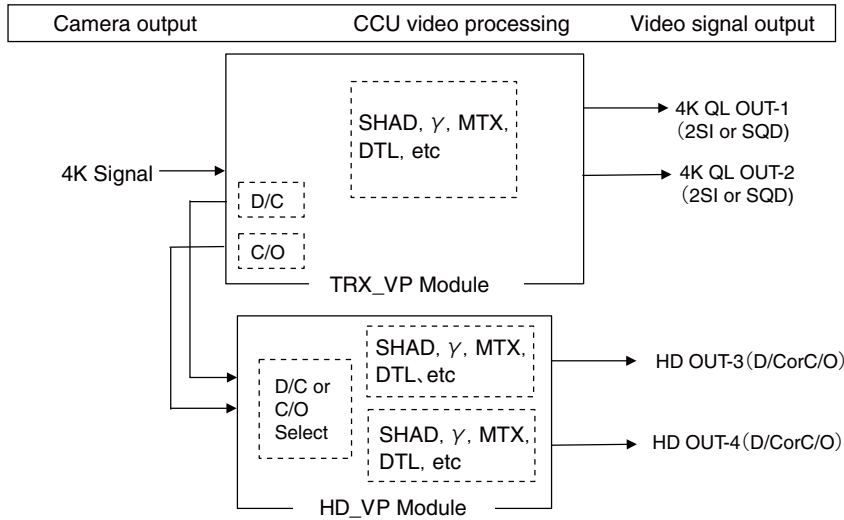 Camera output
CCU video processing
Video signal output
SHAD, γ, MTX,
DTL, etc
4K QL OUT-1
(2SI or SQD)
4K Signal
4K QL OUT-2
(2SI or SQD)
D/C
C/O
TRX_VP Module
SHAD, γ, MTX,
DTL、etc
HD OUT-3(D/CorC/O)
D/C or
C/O
Select
SHAD, γ, MTX,
DTL, etc
HD OUT-4(D/CorC/O)
HD_VP Module